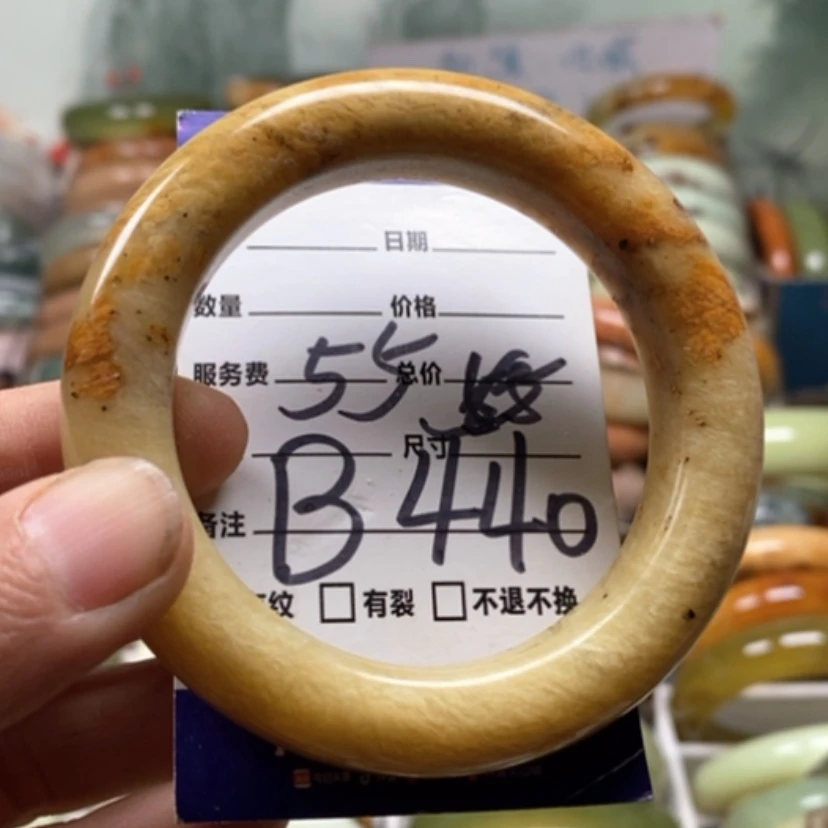 日期
数量 价格
服务费 55 总价
尺寸
B 440
备注
纹 有裂 不退不换